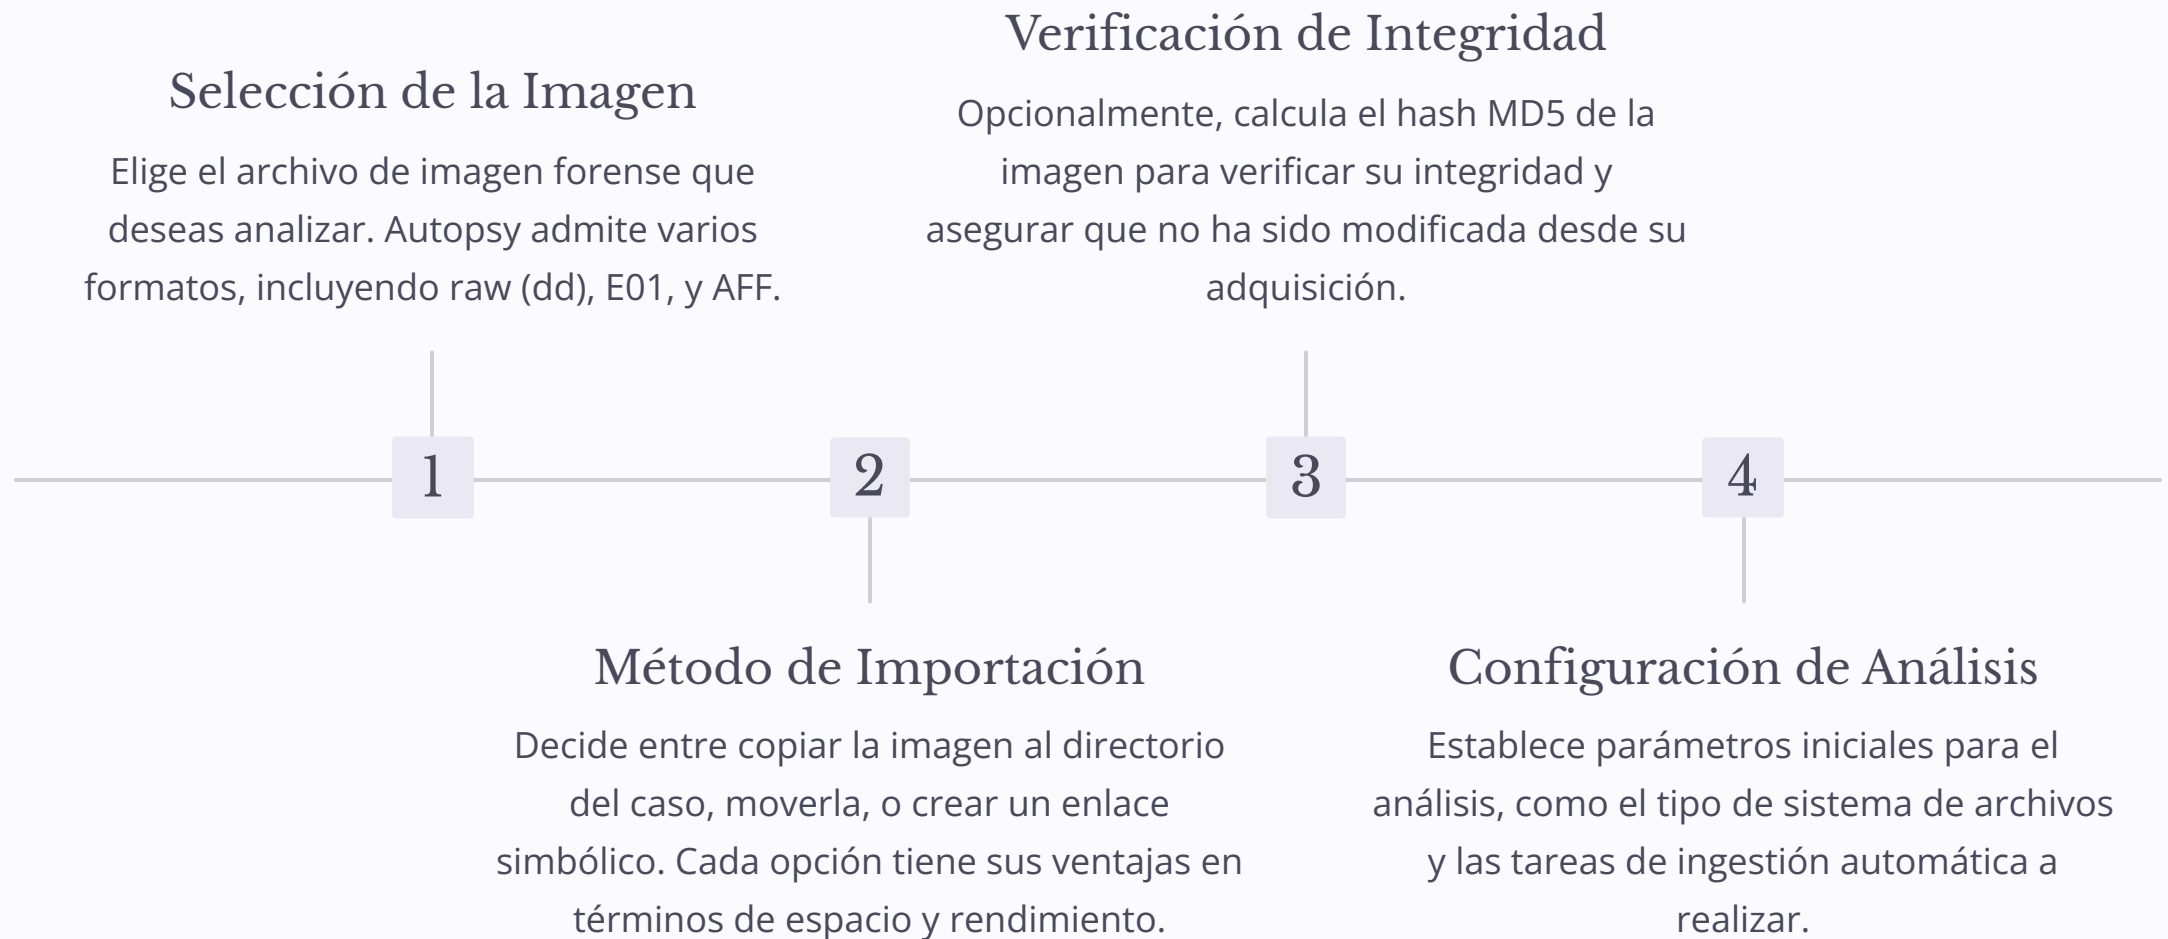 Selección de la Imagen
Elige el archivo de imagen forense que
deseas analizar. Autopsy admite varios
formatos, incluyendo raw (dd), E01, y AFF.
1
2
Método de Importación
Decide entre copiar la imagen al directorio
del caso, moverla, o crear un enlace
simbólico. Cada opción tiene sus ventajas en
términos de espacio y rendimiento.
Verificación de Integridad
Opcionalmente, calcula el hash MD5 de la
imagen para verificar su integridad y
asegurar que no ha sido modificada desde su
adquisición.
3
4
Configuración de Análisis
Establece parámetros iniciales para el
análisis, como el tipo de sistema de archivos
y las tareas de ingestión automática a
realizar.